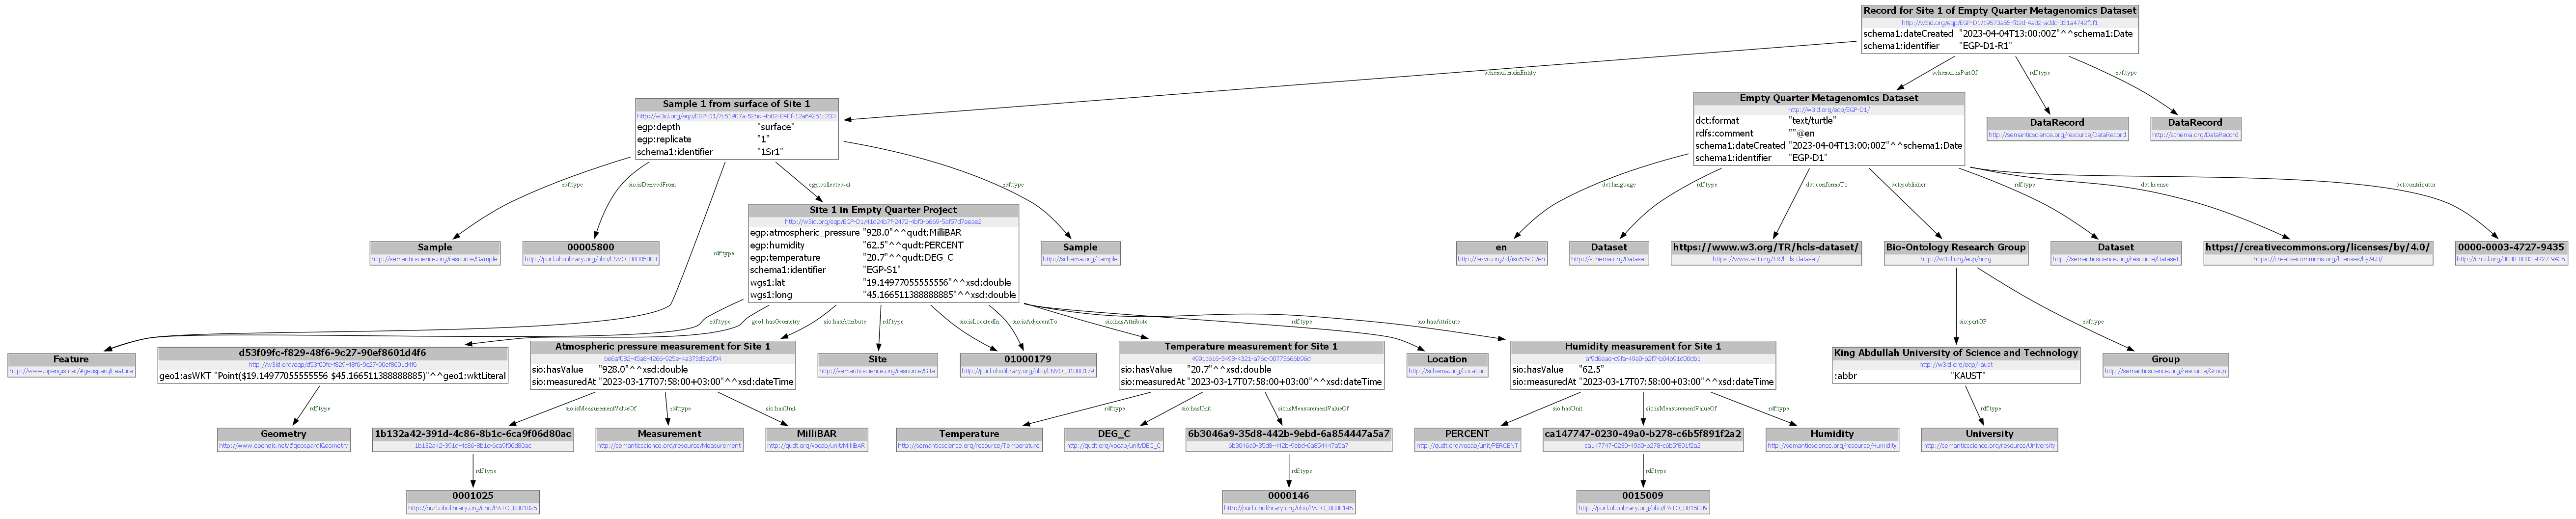 Record for Site 1 of Empty Quarter Metagenomics Dataset
http://w3id.org/eqp/EGP-D1/19573a55-fd2d-4a82-addc-331a4742f1f1
schema1:dateCreated "2023-04-04T13:00:00Z"^^schema1:Date
schema1:identifier "EGP-D1-R1"
schema1:mainEntity
schema1:isPartOf
rdf:type
rdf:type
Sample 1 from surface of Site 1
http://w3id.org/eqp/EGP-D1/7c51907a-52bd-4b02-840f-12a64251c233
egp:depth "surface"
egp:replicate "1"
schema1:identifier "1Sr1"
Empty Quarter Metagenomics Dataset
http://w3id.org/eqp/EGP-D1/
dct:format "text/turtle"
rdfs:comment ""@en
schema1:dateCreated "2023-04-04T13:00:00Z"^^schema1:Date
schema1:identifier "EGP-D1"
DataRecord
http://semanticscience.org/resource/DataRecord
DataRecord
http://schema.org/DataRecord
rdf:type
sio:isDerivedFrom
rdf:type
egp:collected-at
rdf:type
dct:language
rdf:type
dct:conformsTo
dct:publisher
rdf:type
dct:license
dct:contributor
Sample
http://semanticscience.org/resource/Sample
00005800
http://purl.obolibrary.org/obo/ENVO_00005800
Site 1 in Empty Quarter Project
http://w3id.org/eqp/EGP-D1/41d24b7f-2472-4bf0-b869-5af57d7eeae2
egp:atmospheric_pressure "928.0"^^qudt:MilliBAR
egp:humidity "62.5"^^qudt:PERCENT
egp:temperature "20.7"^^qudt:DEG_C
schema1:identifier "EGP-S1"
wgs1:lat "19.14977055555556"^^xsd:double
wgs1:long "45.166511388888885"^^xsd:double
Sample
http://schema.org/Sample
en
http://lexvo.org/id/iso639-3/en
Dataset
http://schema.org/Dataset
https://www.w3.org/TR/hcls-dataset/
https://www.w3.org/TR/hcls-dataset/
Bio-Ontology Research Group
http://w3id.org/eqp/borg
Dataset
http://semanticscience.org/resource/Dataset
https://creativecommons.org/licenses/by/4.0/
https://creativecommons.org/licenses/by/4.0/
0000-0003-4727-9435
http://orcid.org/0000-0003-4727-9435
rdf:type
geo1:hasGeometry
sio:hasAttribute
rdf:type
sio:isLocatedIn
sio:isAdjacentTo
sio:hasAttribute
rdf:type
sio:hasAttribute
sio:partOF
rdf:type
Feature
http://www.opengis.net/#geosparqlFeature
d53f09fc-f829-48f6-9c27-90ef8601d4f6
http://w3id.org/eqp/d53f09fc-f829-48f6-9c27-90ef8601d4f6
geo1:asWKT "Point($19.14977055555556 $45.166511388888885)"^^geo1:wktLiteral
Atmospheric pressure measurement for Site 1
be6af082-45a6-4266-925e-4a373d3e2f94
sio:hasValue "928.0"^^xsd:double
sio:measuredAt "2023-03-17T07:58:00+03:00"^^xsd:dateTime
Site
http://semanticscience.org/resource/Site
01000179
http://purl.obolibrary.org/obo/ENVO_01000179
Temperature measurement for Site 1
4991c616-3498-4321-a76c-00773666b96d
sio:hasValue "20.7"^^xsd:double
sio:measuredAt "2023-03-17T07:58:00+03:00"^^xsd:dateTime
Location
http://schema.org/Location
Humidity measurement for Site 1
af9d6eae-c9fa-49a0-b2f7-b04b91d00db1
sio:hasValue "62.5"
sio:measuredAt "2023-03-17T07:58:00+03:00"^^xsd:dateTime
King Abdullah University of Science and Technology
http://w3id.org/eqp/kaust
:abbr "KAUST"
Group
http://semanticscience.org/resource/Group
rdf:type
sio:isMeasurementValueOf
rdf:type
sio:hasUnit
rdf:type
sio:hasUnit
sio:isMeasurementValueOf
sio:hasUnit
sio:isMeasurementValueOf
rdf:type
rdf:type
Geometry
http://www.opengis.net/#geosparqlGeometry
1b132a42-391d-4c86-8b1c-6ca9f06d80ac
1b132a42-391d-4c86-8b1c-6ca9f06d80ac
Measurement
http://semanticscience.org/resource/Measurement
MilliBAR
http://qudt.org/vocab/unit/MilliBAR
Temperature
http://semanticscience.org/resource/Temperature
DEG_C
http://qudt.org/vocab/unit/DEG_C
6b3046a9-35d8-442b-9ebd-6a854447a5a7
6b3046a9-35d8-442b-9ebd-6a854447a5a7
PERCENT
http://qudt.org/vocab/unit/PERCENT
ca147747-0230-49a0-b278-c6b5f891f2a2
ca147747-0230-49a0-b278-c6b5f891f2a2
Humidity
http://semanticscience.org/resource/Humidity
University
http://semanticscience.org/resource/University
rdf:type
rdf:type
rdf:type
0001025
http://purl.obolibrary.org/obo/PATO_0001025
0000146
http://purl.obolibrary.org/obo/PATO_0000146
0015009
http://purl.obolibrary.org/obo/PATO_0015009